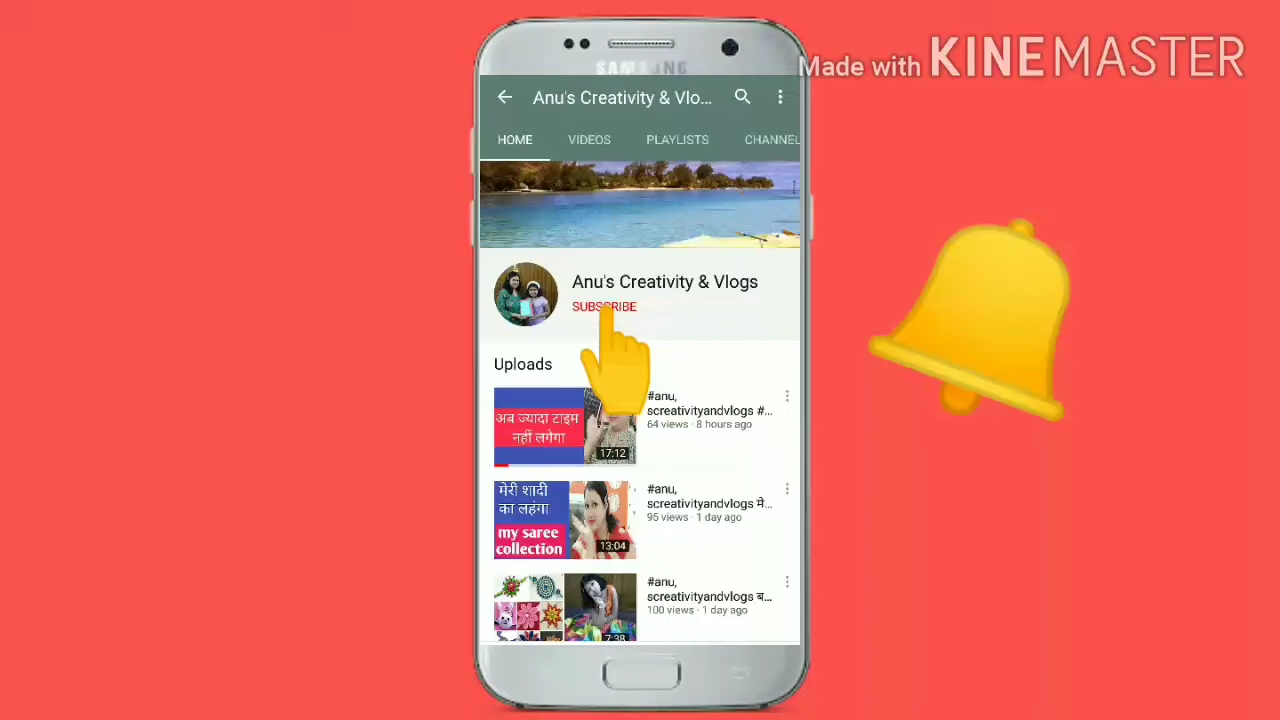 Made with KINEMASTER
SAMSUNG
Anu's Creativity & Vlo...
HOME VIDEOS PLAYLISTS CHANNEL
Anu's Creativity & Vlogs
SUBSCRIBE
Uploads
अब ज्यादा टाइम
नहीं लगेगा
17:12
#anu,
screativityandvlogs #...
64 views · 8 hours ago
मेरी शादी
का लहंगा
my saree
collection
13:04
#anu,
screativityandvlogs मे...
95 views · 1 day ago
7:38
#anu,
screativityandvlogs ब...
100 views · 1 day ago